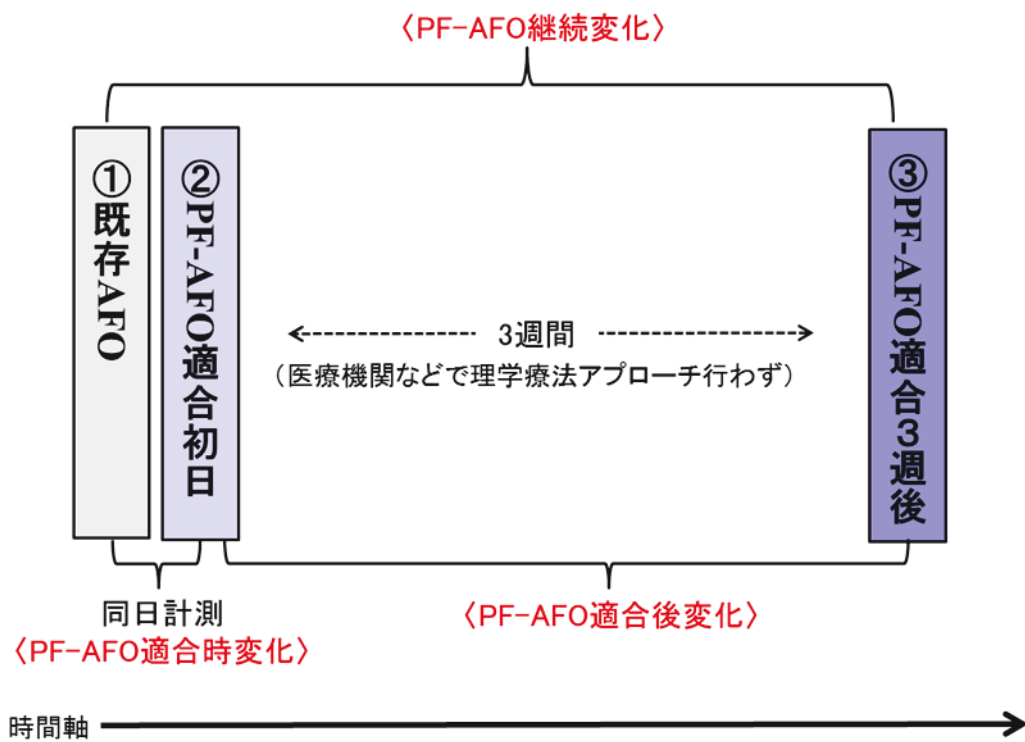 〈PF-AFO継続変化〉
①既存AFO
②PF-AFO適合初日
③PF-AFO適合3週後
3週間
(医療機関などで理学療法アプローチ行わず)
同日計測
〈PF-AFO適合時変化〉
〈PF-AFO適合後変化〉
時間軸